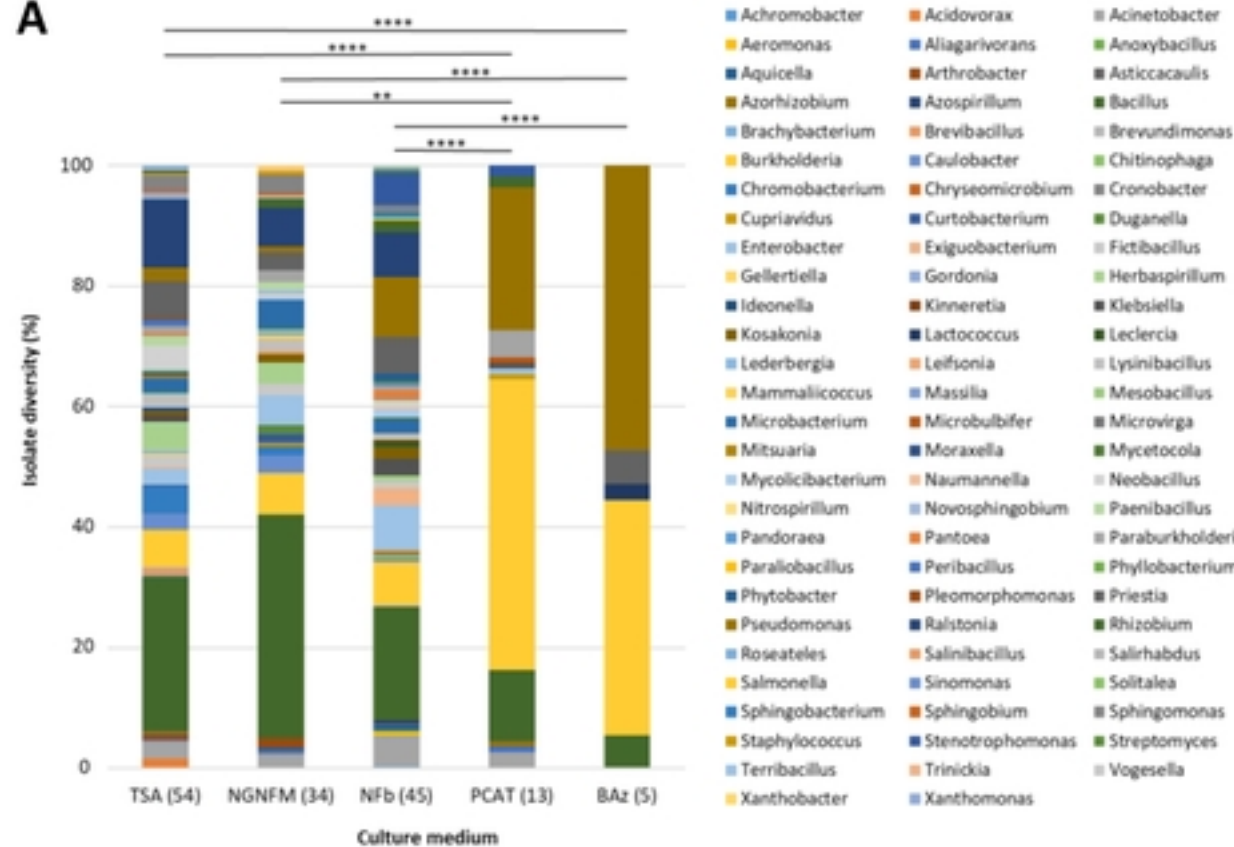 A
****
****
****
**
****
****
100
80
60
40
20
0
Isolate diversity (%)
TSA (54) NGNFM (34) NFb (45) PCAT (13) BAz (5)
Culture medium
Achromobacter Acidovorax Acinetobacter
Aeromonas Aliagarivorans Anoxybacillus
Aquicella Arthrobacter Asticcacaulis
Azorhizobium Azospirillum Bacillus
Brachybacterium Brevibacillus Brevundimonas
Burkholderia Caulobacter Chitinophaga
Chromobacterium Chryseomicrobium Cronobacter
Cupriavidus Curtobacterium Duganella
Enterobacter Exiguobacterium Fictibacillus
Gellertiella Gordonia Herbaspirillum
Ideonella Kinneretia Klebsiella
Kosakonia Lactococcus Leclercia
Lederbergia Leifsonia Lysinibacillus
Mammaliicoccus Massilia Mesobacillus
Microbacterium Microbulbifer Microvirga
Mitsuaria Moraxella Mycetocola
Mycolicibacterium Naumannella Neobacillus
Nitrospirillum Novosphingobium Paenibacillus
Pandoraea Pantoea Paraburkholderi
Paraliobacillus Peribacillus Phyllobacterium
Phytobacter Pleomorphomonas Priestia
Pseudomonas Ralstonia Rhizobium
Roseateles Salinibacillus Salirhabdus
Salmonella Sinomonas Solitalea
Sphingobacterium Sphingobium Sphingomonas
Staphylococcus Stenotrophomonas Streptomyces
Terribacillus Trinickia Vogesella
Xanthobacter Xanthomonas